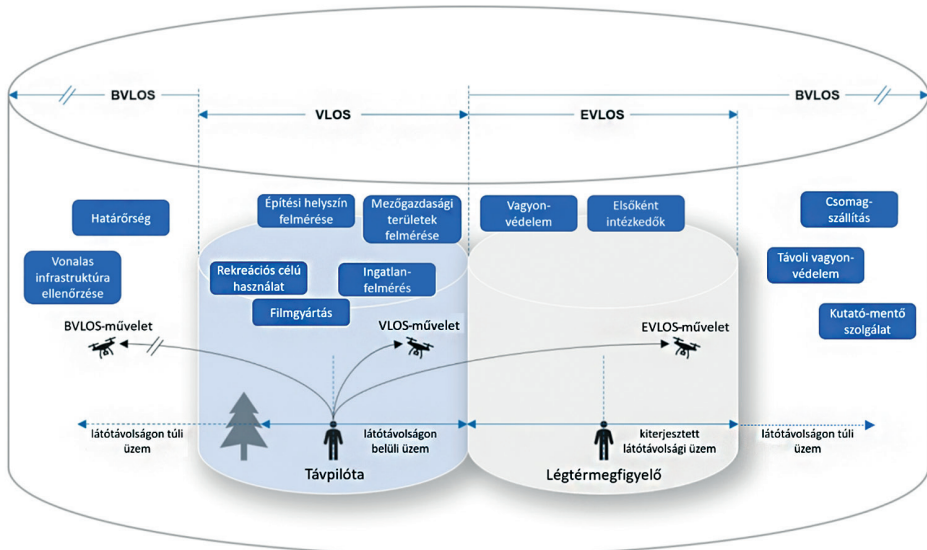 BVLOS
BVLOS
VLOS
EVLOS
Építési helyszín
felmérése
Mezőgazdasági
területek
felmérése
Vagyon-
védelem
Elsőként
intézkedők
Csomag-
szállítás
Határőrség
Vonalas
infrastruktúra
ellenőrzése
Rekreációs célú
használat
Ingatlan-
felmérés
Filmgyártás
Távoli vagyon-
védelem
Kutató-mentő
szolgálat
BVLOS-művelet
VLOS-művelet
EVLOS-művelet
látótávolságon túli
üzem
látótávolságon
belüli üzem
kiterjesztett
látótávolsági üzem
látótávolságon túli
üzem
Távpilóta
Légtérmegfigyelő